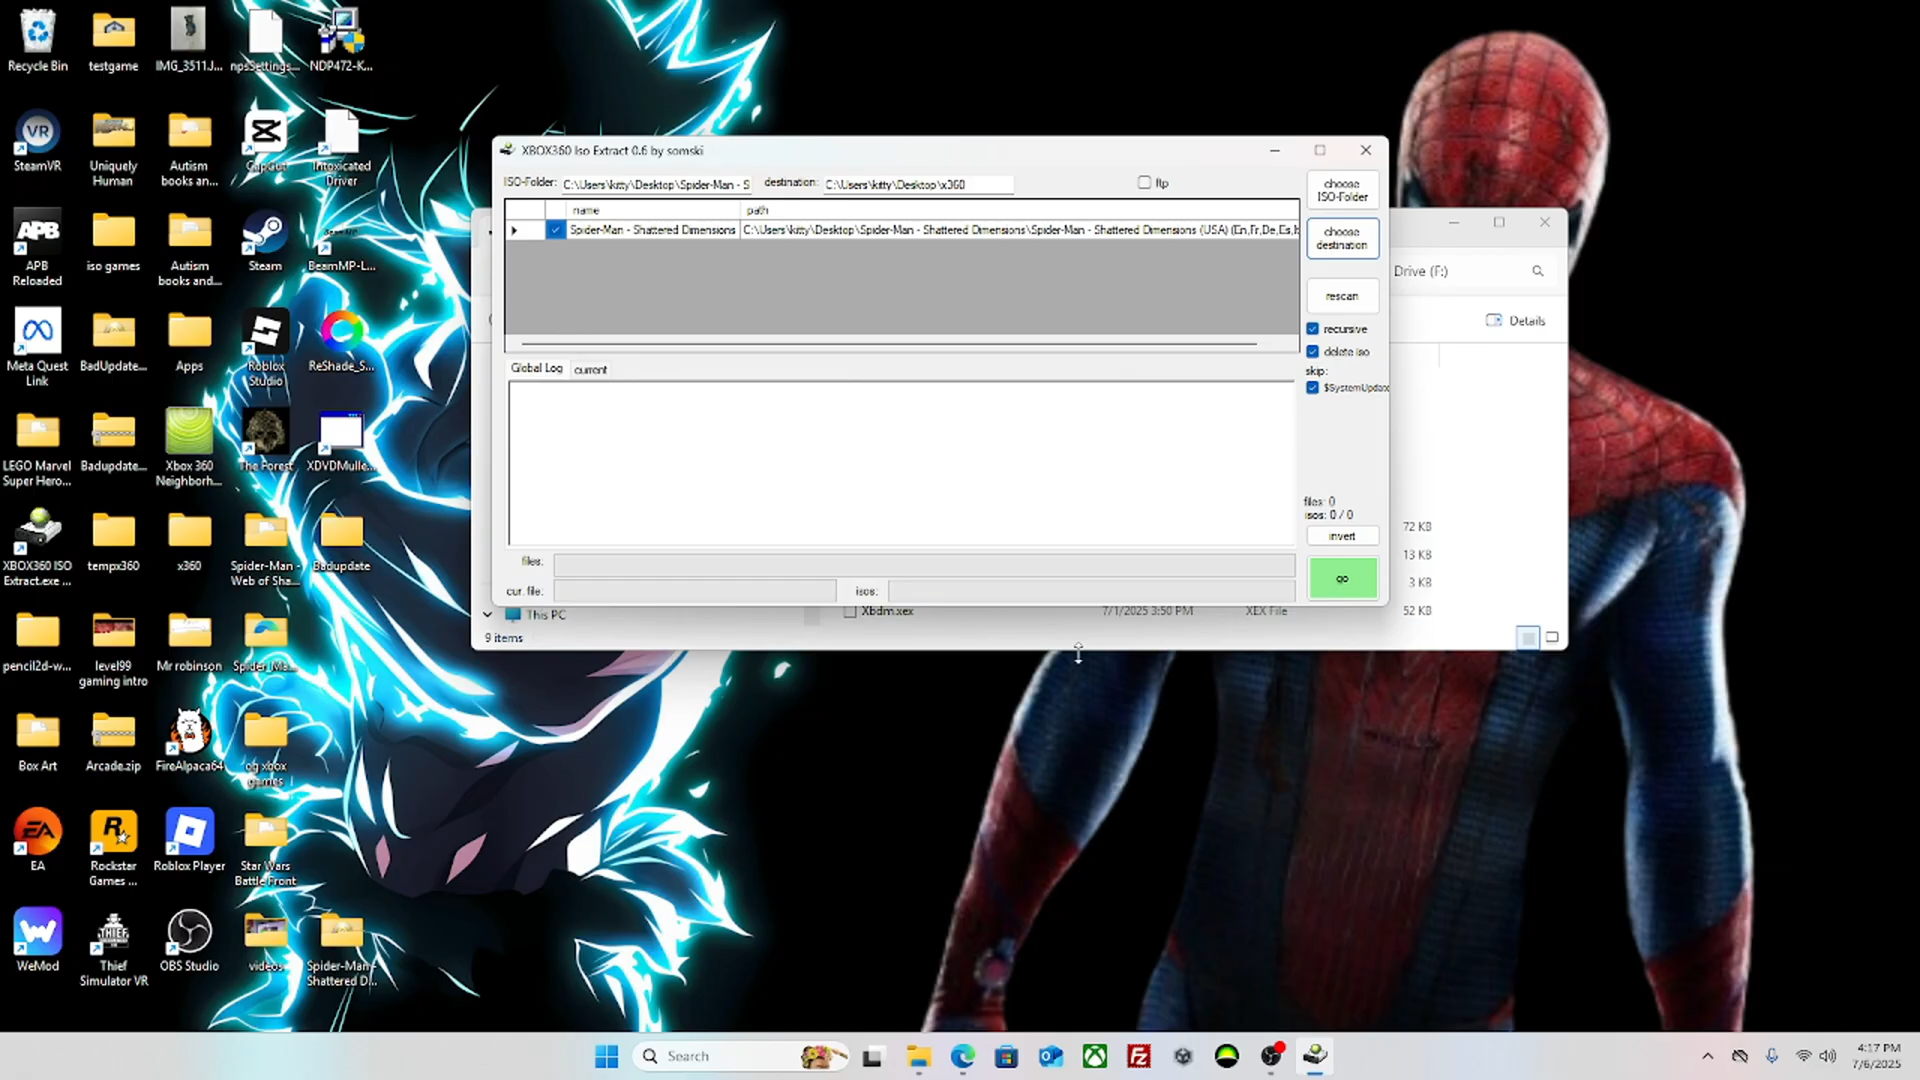 Recycle Bin
testgame
IMG_3511.J...
npsSettings...
NDP472-K...
SteamVR
Uniquely
Human
Autism
books an...
CapCut
Intoxicated
Driver
APB
Reloaded
iso games
Autism
books and...
Steam
BeamMP-L...
Meta Quest
Link
BadUpdate...
Apps
Roblox
Studio
ReShade_S...
LEGO Marvel
Super Hero...
Badupdate...
Xbox 360
Neighborh...
The Forest
XDVDMulle...
XBOX360 ISO
Extract.exe ...
tempx360
x360
Spider-Man -
Web of Sha...
Badupdate
pencil2d-w...
level99
gaming intro
Mr robinson
Spider_Ma...
Box Art
Arcade.zip
FireAlpaca64
og xbox
games
EA
Rockstar
Games ...
Roblox Player
Star Wars
Battle Front
WeMod
Thief
Simulator VR
OBS Studio
videos
Spider-Man -
Shattered D...
XBOX360 Iso Extract 0.6 by somski
ISO-Folder: C:\Users\kitty\Desktop\Spider-Man - S
destination: C:\Users\kitty\Desktop\x360
ftp
choose
ISO-Folder
name path
Spider-Man - Shattered Dimensions C:\Users\kitty\Desktop\Spider-Man - Shattered Dimensions\Spider-Man - Shattered Dimensions (USA) (En,Fr,De,Es,It
choose
destination
rescan
recursive
delete iso
skip:
$SystemUpdate
Global Log current
files: 0
isos: 0 / 0
invert
files:
cur. file:
isos:
go
Drive (F:)
Details
72 KB
13 KB
3 KB
This PC
Xbdm.xex 7/1/2025 3:50 PM XEX File 52 KB
9 items
Search
4:17 PM
7/6/2025